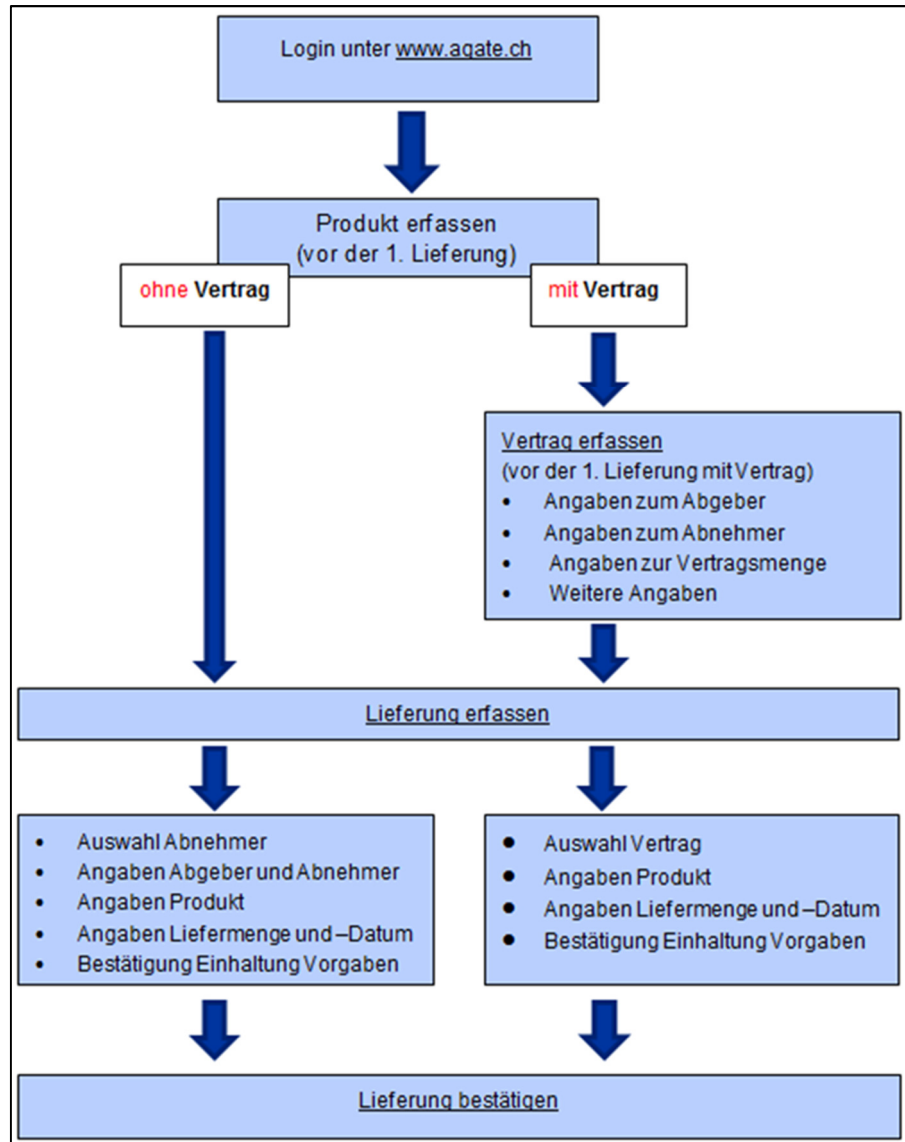 Login unter www.agate.ch
Produkt erfassen
(vor der 1. Lieferung)
ohne Vertrag
mit Vertrag
Vertrag erfassen
(vor der 1. Lieferung mit Vertrag)
• Angaben zum Abgeber
• Angaben zum Abnehmer
• Angaben zur Vertragsmenge
• Weitere Angaben
Lieferung erfassen
• Auswahl Abnehmer
• Angaben Abgeber und Abnehmer
• Angaben Produkt
• Angaben Liefermenge und –Datum
• Bestätigung Einhaltung Vorgaben
• Auswahl Vertrag
• Angaben Produkt
• Angaben Liefermenge und –Datum
• Bestätigung Einhaltung Vorgaben
Lieferung bestätigen